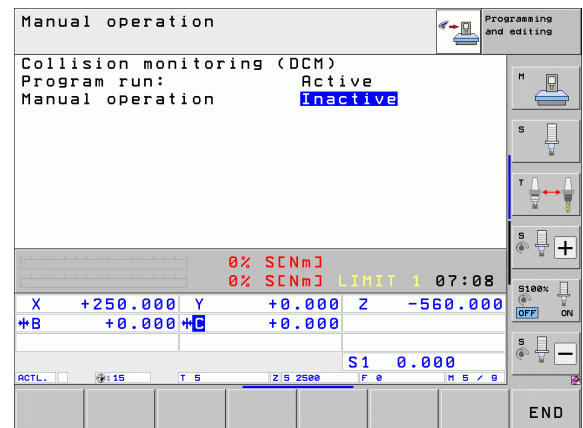 Manual operation
Programming
and editing
Collision monitoring (DCM)
Program run: Active
Manual operation Inactive
0% S[Nm]
0% S[Nm] LIMIT 1 07:08
X +250.000 Y +0.000 Z -560.000
B +0.000 C +0.000
S1 0.000
ACTL. : 15 T 5 Z S 2500 F 0 M 5 / 9
M
S
T
S
S100%
OFF ON
S
END